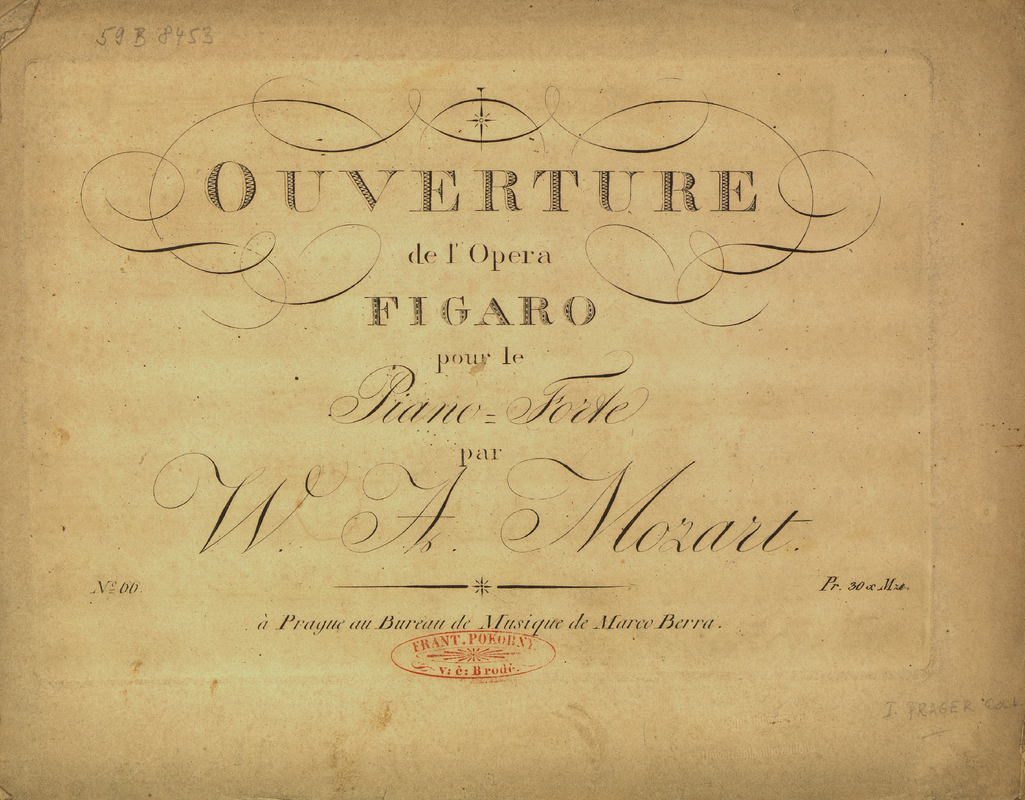 59 B 8453
OUVERTURE
de l' Opera
FIGARO
pour le
Piano = Forte
par
W. A. Mozart.
Nº 66.
Pr. 30 x Mze.
à Prague au Bureau de Musique de Marco Berra.
FRANT. POKORNY
v: č: Brodě.
I. PRAGER COLL